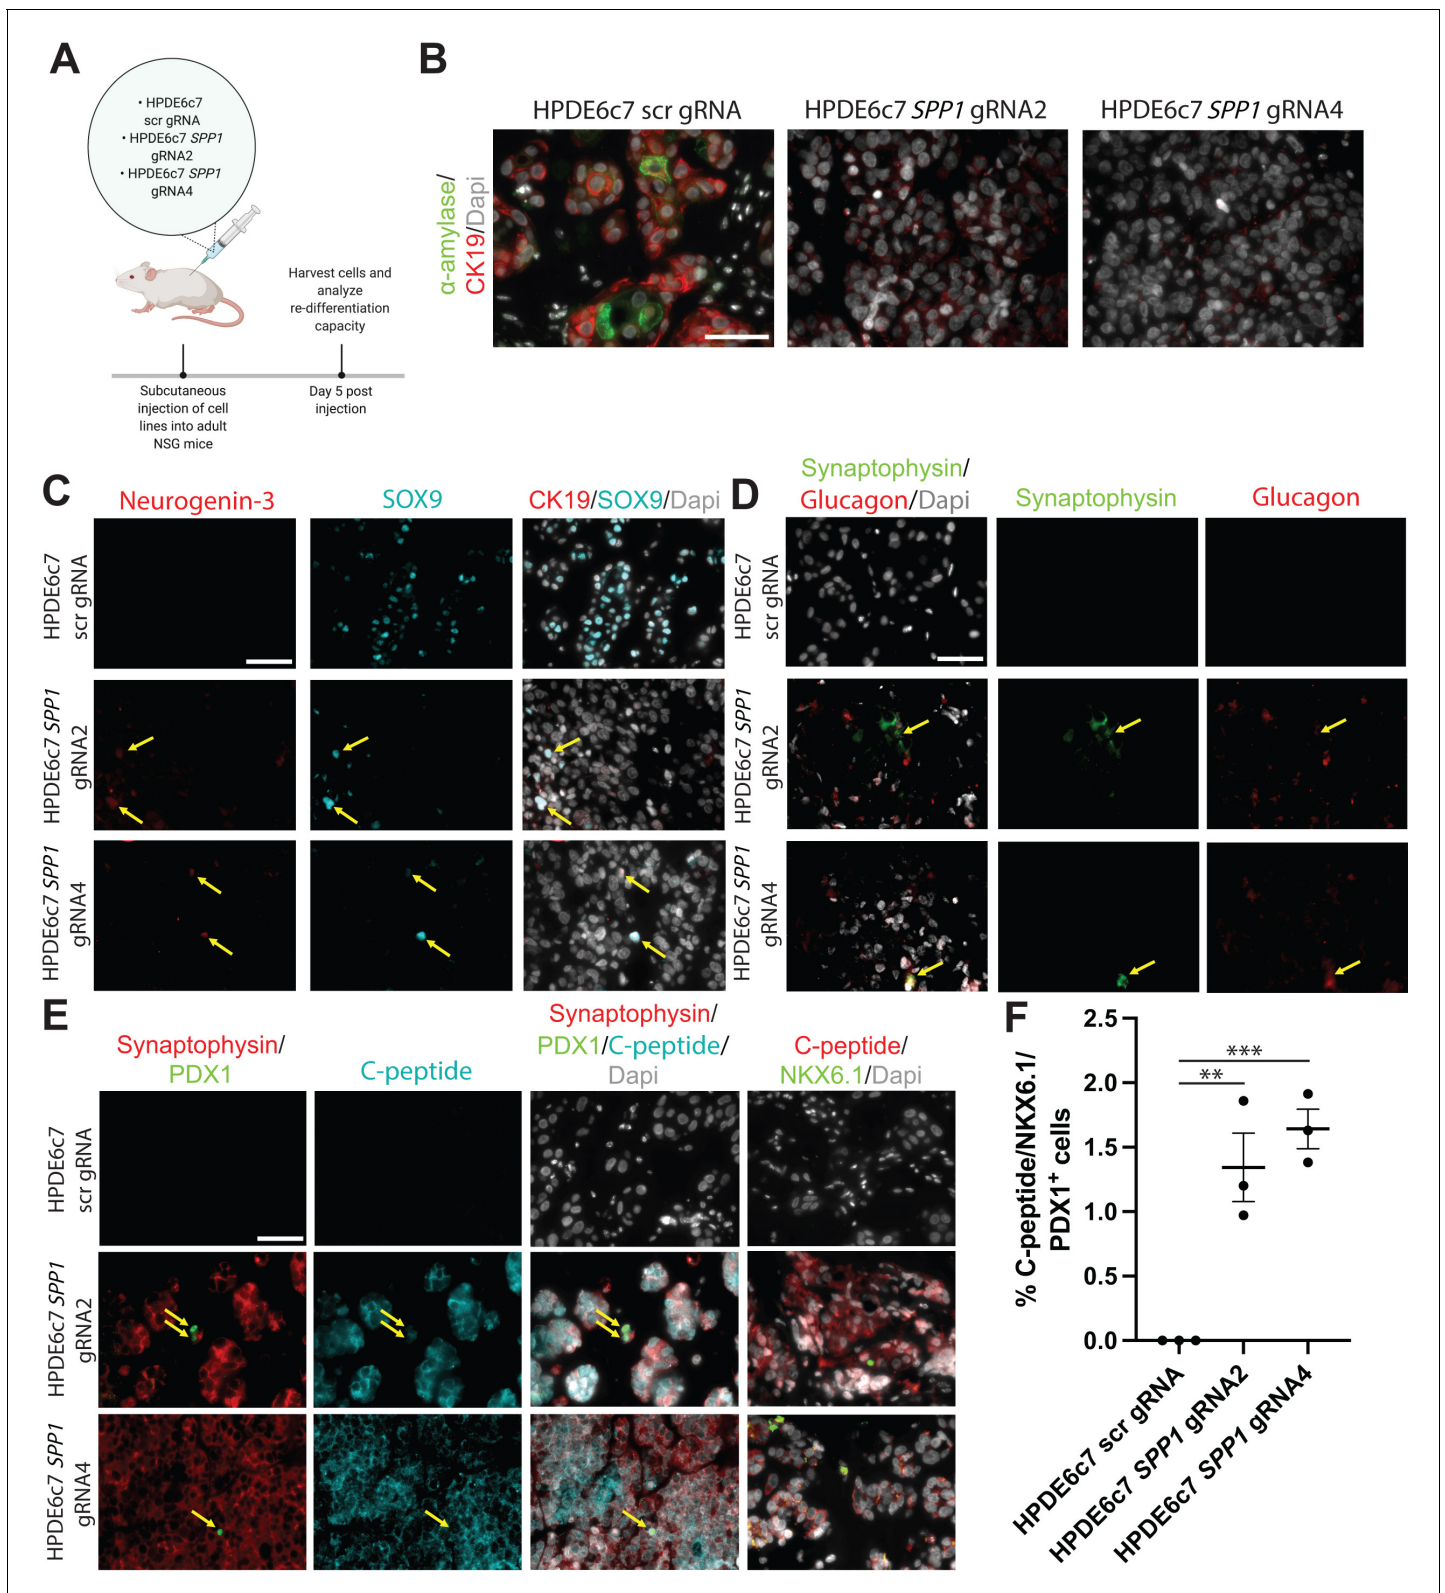 A
• HPDE6c7
scr gRNA
• HPDE6c7 SPP1
gRNA2
• HPDE6c7 SPP1
gRNA4
Harvest cells and
analyze
re-differentiation
capacity
Subcutaneous
injection of cell
lines into adult
NSG mice
Day 5 post
injection
B
HPDE6c7 scr gRNA
HPDE6c7 SPP1 gRNA2
HPDE6c7 SPP1 gRNA4
α-amylase/
CK19/Dapi
C
Neurogenin-3
SOX9
CK19/SOX9/Dapi
HPDE6c7
scr gRNA
HPDE6c7 SPP1
gRNA2
HPDE6c7 SPP1
gRNA4
D
Synaptophysin/
Glucagon/Dapi
Synaptophysin
Glucagon
HPDE6c7
scr gRNA
HPDE6c7 SPP1
gRNA2
HPDE6c7 SPP1
gRNA4
E
Synaptophysin/
PDX1
C-peptide
Synaptophysin/
PDX1/C-peptide/
Dapi
C-peptide/
NKX6.1/Dapi
HPDE6c7
scr gRNA
HPDE6c7 SPP1
gRNA2
HPDE6c7 SPP1
gRNA4
F
% C-peptide/NKX6.1/
PDX1+ cells
2.5
2.0
1.5
1.0
0.5
0.0
***
**
HPDE6c7 scr gRNA
HPDE6c7 SPP1 gRNA2
HPDE6c7 SPP1 gRNA4